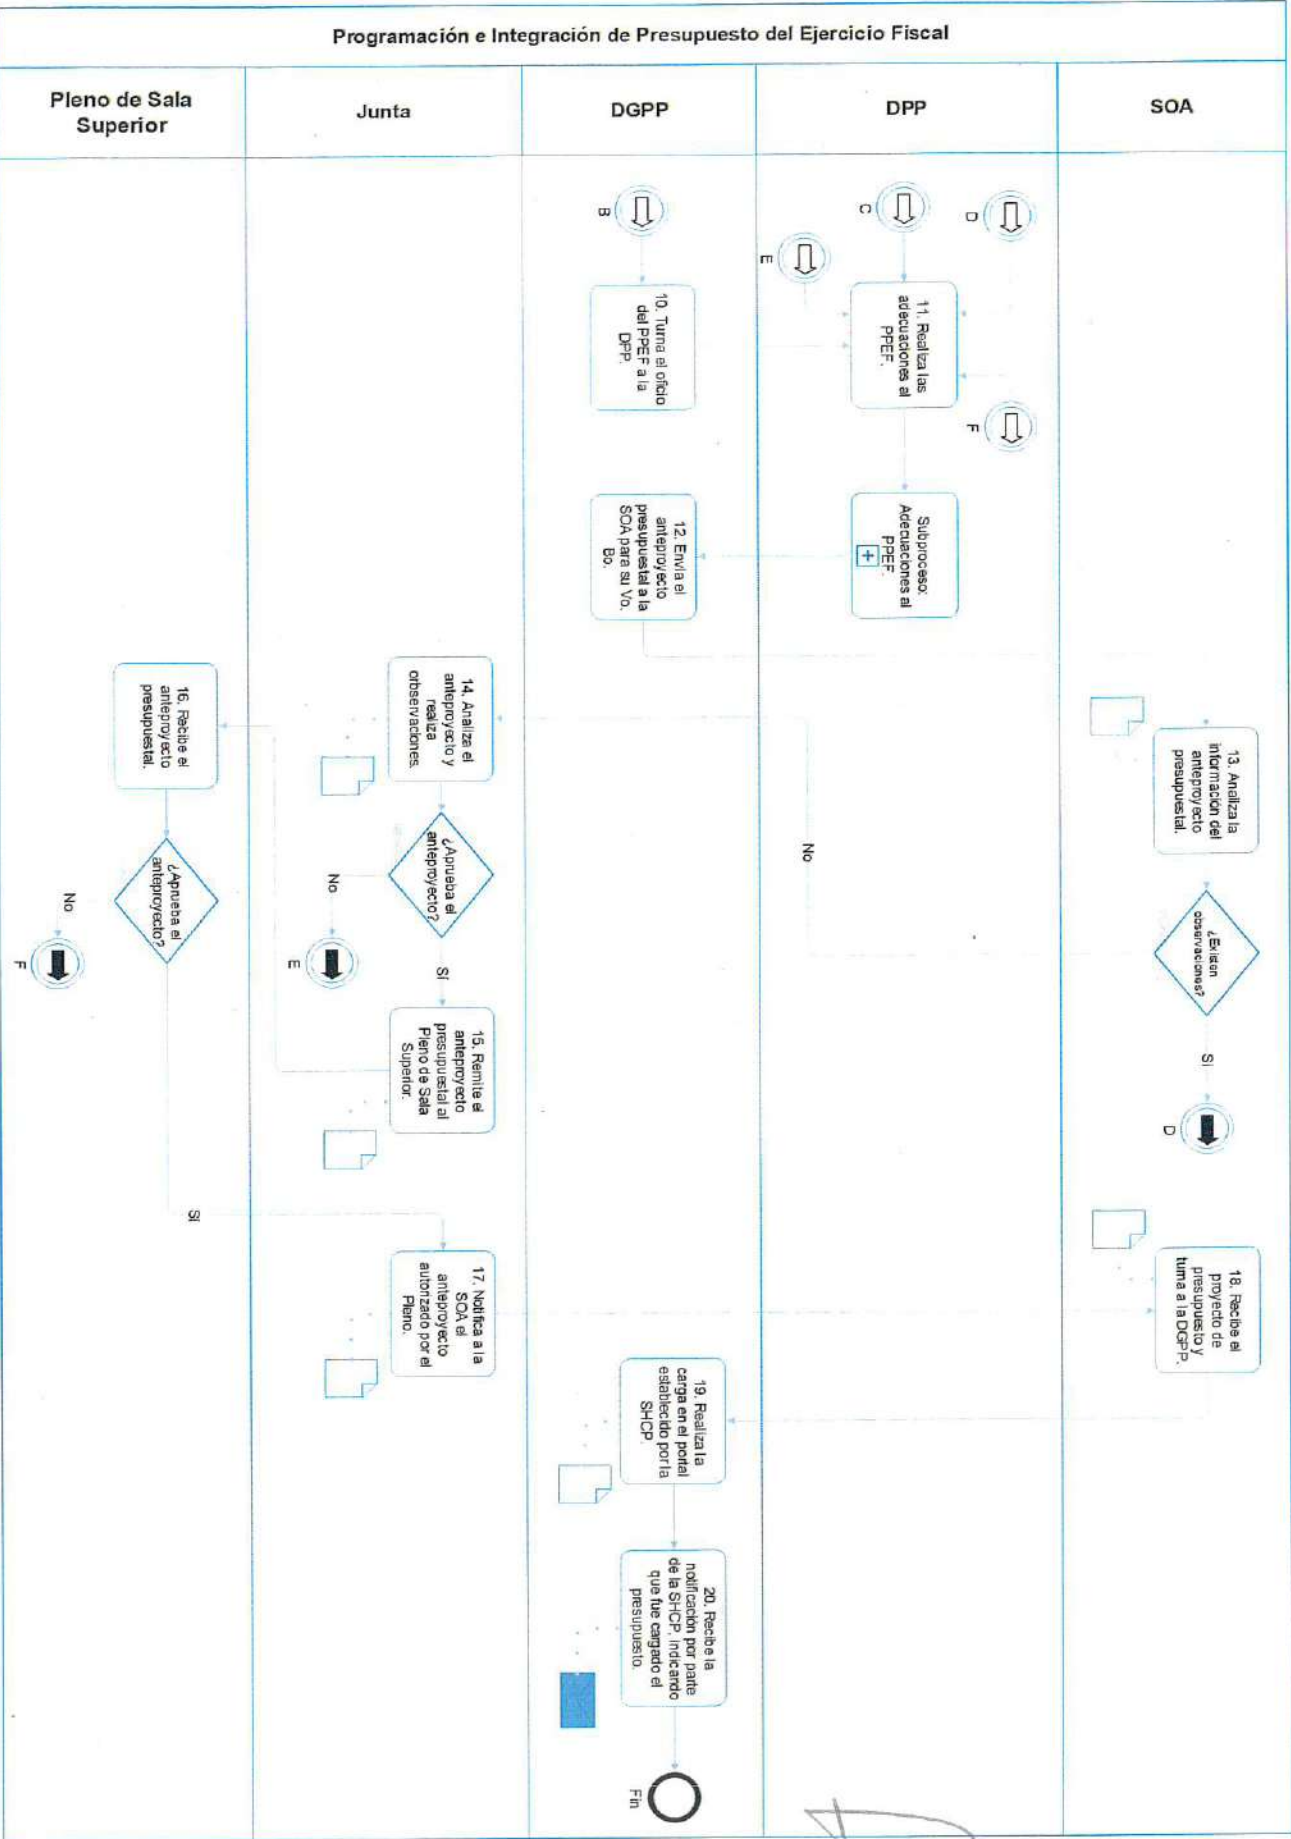 Programación e Integración de Presupuesto del Ejercicio Fiscal
Pleno de Sala
Superior
Junta
DGPP
DPP
SOA
D
C
E
B
10. Turna el oficio
del PPEF a la
DPP.
11. Realiza las
adecuaciones al
PPEF.
F
Subproceso:
Adecuaciones al
PPEF.
12. Envía el
anteproyecto
presupuestal a la
SOA para su Vo.
Bo.
13. Analiza la
información del
anteproyecto
presupuestal.
¿Existen
observaciones?
Sí
D
No
14. Analiza el
anteproyecto y
realiza
orbservaciones.
¿Aprueba el
anteproyecto?
No
E
Sí
15. Remite el
anteproyecto
presupuestal al
Pleno de Sala
Superior.
16. Recibe el
anteproyecto
presupuestal.
¿Aprueba el
anteproyecto?
No
F
Sí
17. Notifica a la
SOA el
anteproyecto
autorizado por el
Pleno.
18. Recibe el
proyecto de
presupuesto y
turna a la DGPP.
19. Realiza la
carga en el portal
establecido por la
SHCP.
20. Recibe la
notificación por parte
de la SHCP, indicando
que fue cargado el
presupuesto.
Fin